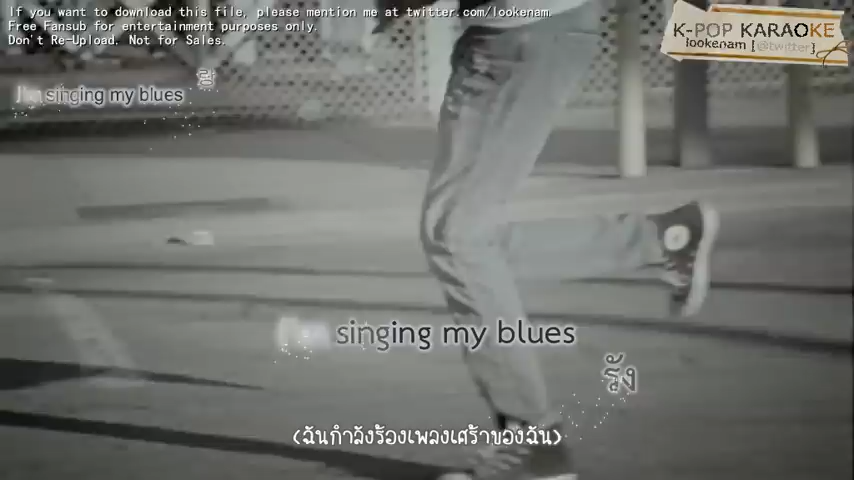 If you want to download this file, please mention me at twitter.com/lookenam.
Free Fansub for entertainment purposes only.
Don't Re-Upload. Not for Sales.
K-POP KARAOKE
lookenam [@twitter]
랑
I'm singing my blues
I'm singing my blues
รัง
(ฉันกำลังร้องเพลงเศร้าของฉัน)